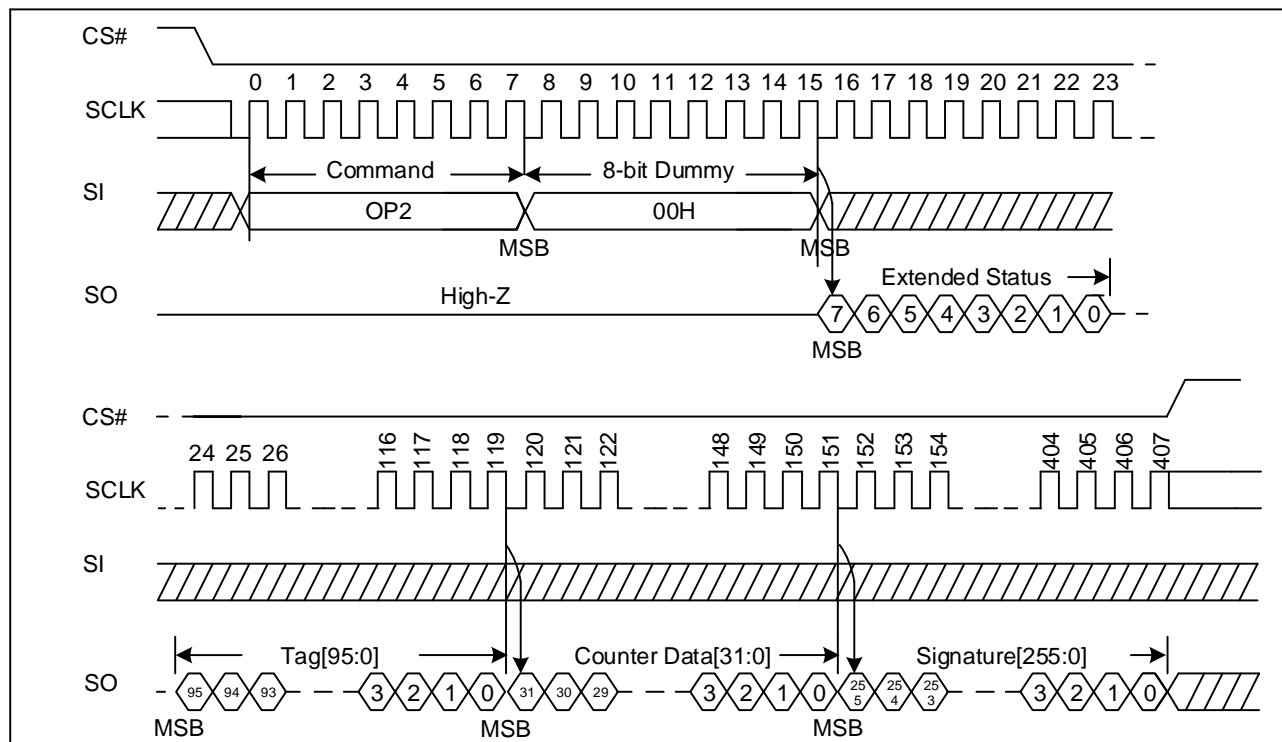 CS#
0 1 2 3 4 5 6 7 8 9 10 11 12 13 14 15 16 17 18 19 20 21 22 23
SCLK
Command 8-bit Dummy
SI
OP2 00H
MSB MSB
Extended Status
SO
High-Z
7 6 5 4 3 2 1 0
MSB
CS#
24 25 26 116 117 118 119 120 121 122 148 149 150 151 152 153 154 404 405 406 407
SCLK
SI
Tag[95:0] Counter Data[31:0] Signature[255:0]
SO
95 94 93 3 2 1 0 31 30 29 3 2 1 0 255 254 253 3 2 1 0
MSB MSB MSB